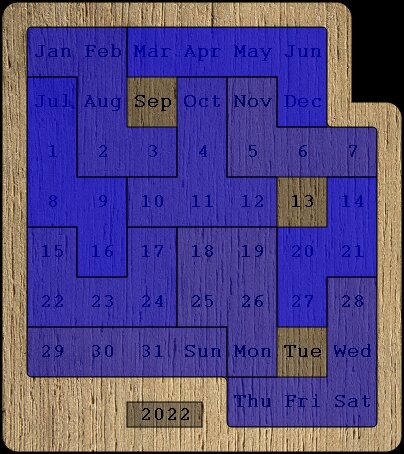 Jan Feb Mar Apr May Jun
Jul Aug Sep Oct Nov Dec
1 2 3 4 5 6 7
8 9 10 11 12 13 14
15 16 17 18 19 20 21
22 23 24 25 26 27 28
29 30 31 Sun Mon Tue Wed
Thu Fri Sat
2022